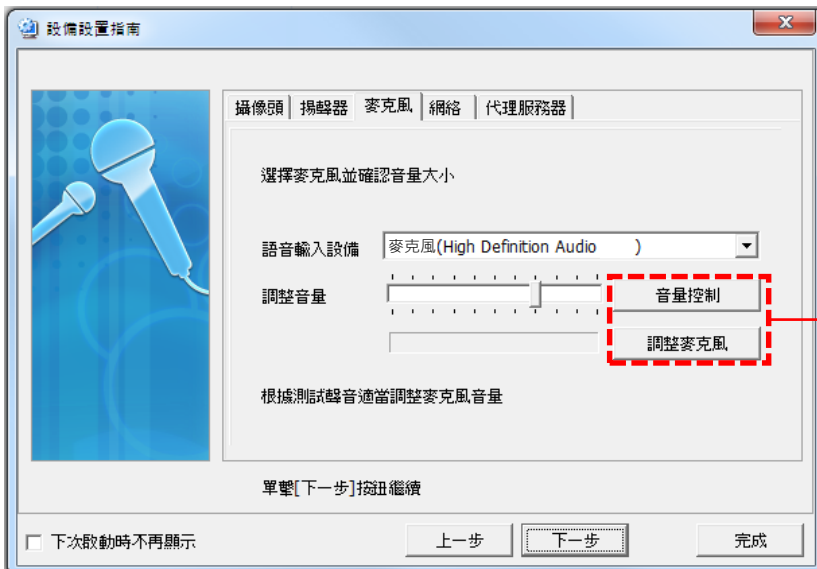 設備設置指南
攝像頭 揚聲器 麥克風 網絡 代理服務器
選擇麥克風並確認音量大小
語音輸入設備 麥克風(High Definition Audio )
調整音量 音量控制
調整麥克風
根據測試聲音適當調整麥克風音量
單擊[下一步]按鈕繼續
下次啟動時不再顯示 上一步 下一步 完成